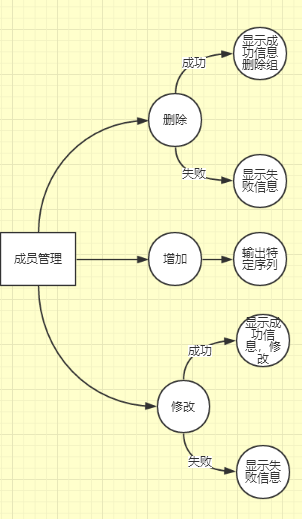 显示成
功信息
删除组
成功
删除
失败
显示失
败信息
成员管理
增加
输出特
定序列
显示成
功信
息，修
改
成功
修改
失败
显示失
败信息